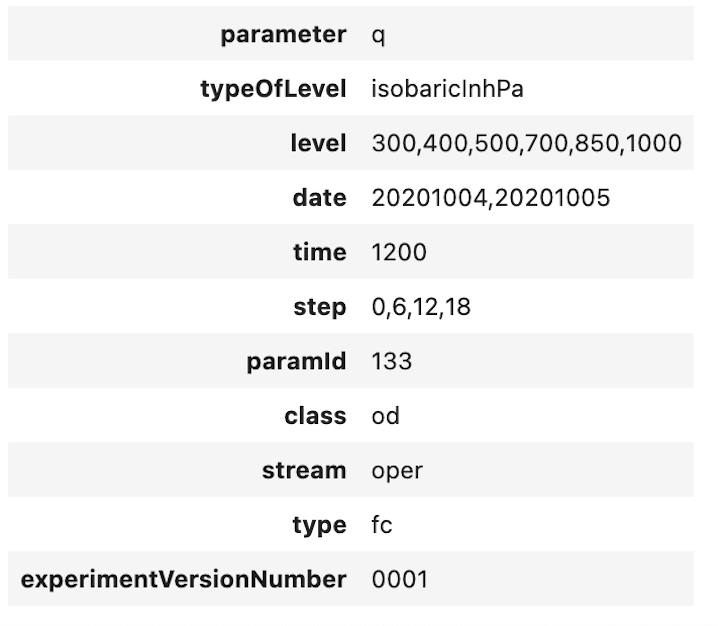 parameter q
typeOfLevel isobaricInhPa
level 300,400,500,700,850,1000
date 20201004,20201005
time 1200
step 0,6,12,18
paramId 133
class od
stream oper
type fc
experimentVersionNumber 0001